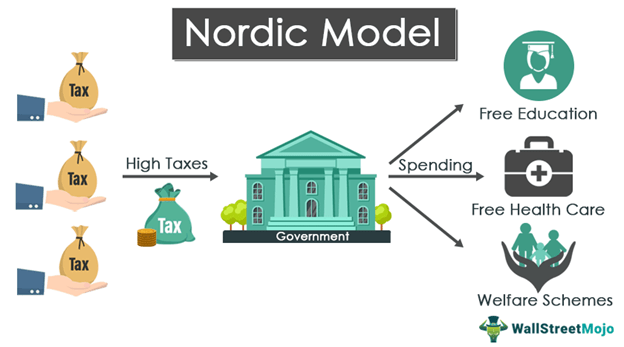 Nordic Model
Tax
High Taxes
Tax
Tax
Tax
Government
Spending
Free Education
Free Health Care
Welfare Schemes
WallStreetMojo